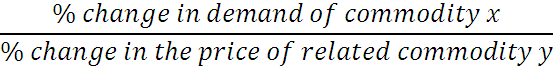 % change in demand of commodity x
% change in the price of related commodity y